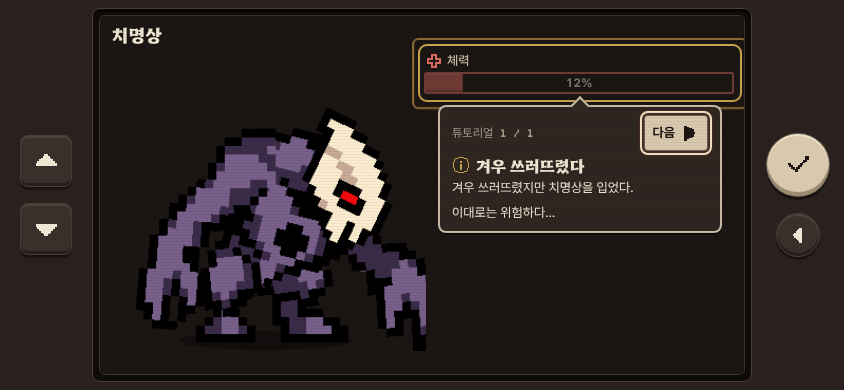 치명상
체력
12%
튜토리얼 1 / 1
다음
겨우 쓰러뜨렸다
겨우 쓰러뜨렸지만 치명상을 입었다.
이대로는 위험하다...